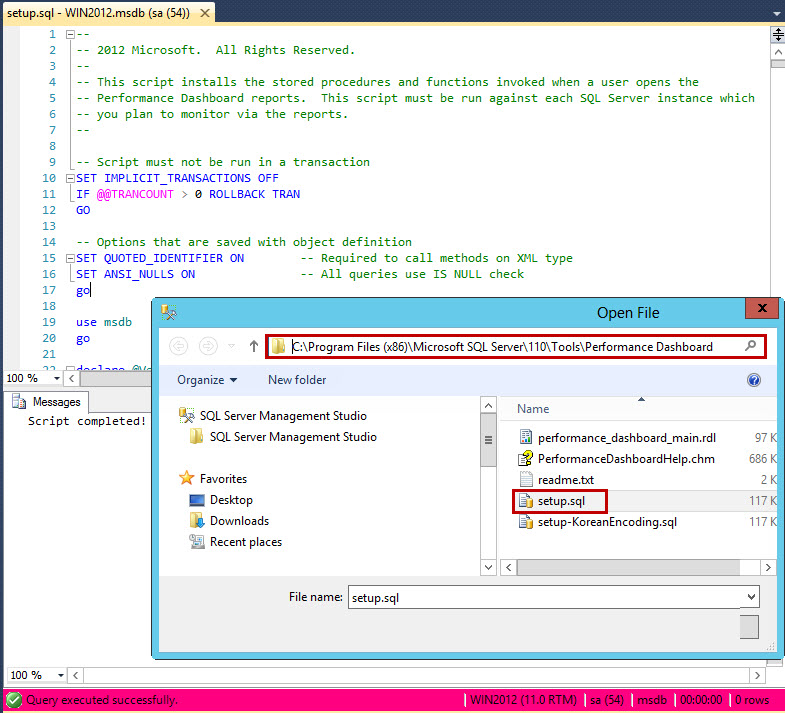 setup.sql - WIN2012.msdb (sa (54))
1 --
2 -- 2012 Microsoft.  All Rights Reserved.
3 --
4 -- This script installs the stored procedures and functions invoked when a user opens the
5 -- Performance Dashboard reports.  This script must be run against each SQL Server instance which
6 -- you plan to monitor via the reports.
7 --
8
9 -- Script must not be run in a transaction
10 SET IMPLICIT_TRANSACTIONS OFF
11 IF @@TRANCOUNT > 0 ROLLBACK TRAN
12 GO
13
14 -- Options that are saved with object definition
15 SET QUOTED_IDENTIFIER ON -- Required to call methods on XML type
16 SET ANSI_NULLS ON -- All queries use IS NULL check
17 go
18
19 use msdb
20 go
21
100 %
Messages
Script completed!
Open File
C:\Program Files (x86)\Microsoft SQL Server\110\Tools\Performance Dashboard
Organize New folder
SQL Server Management Studio
SQL Server Management Studio
Favorites
Desktop
Downloads
Recent places
Name
performance_dashboard_main.rdl 97 K
PerformanceDashboardHelp.chm 686 K
readme.txt 2 K
setup.sql 117 K
setup-KoreanEncoding.sql 117 K
File name: setup.sql
100 %
Query executed successfully. WIN2012 (11.0 RTM) sa (54) msdb 00:00:00 0 rows